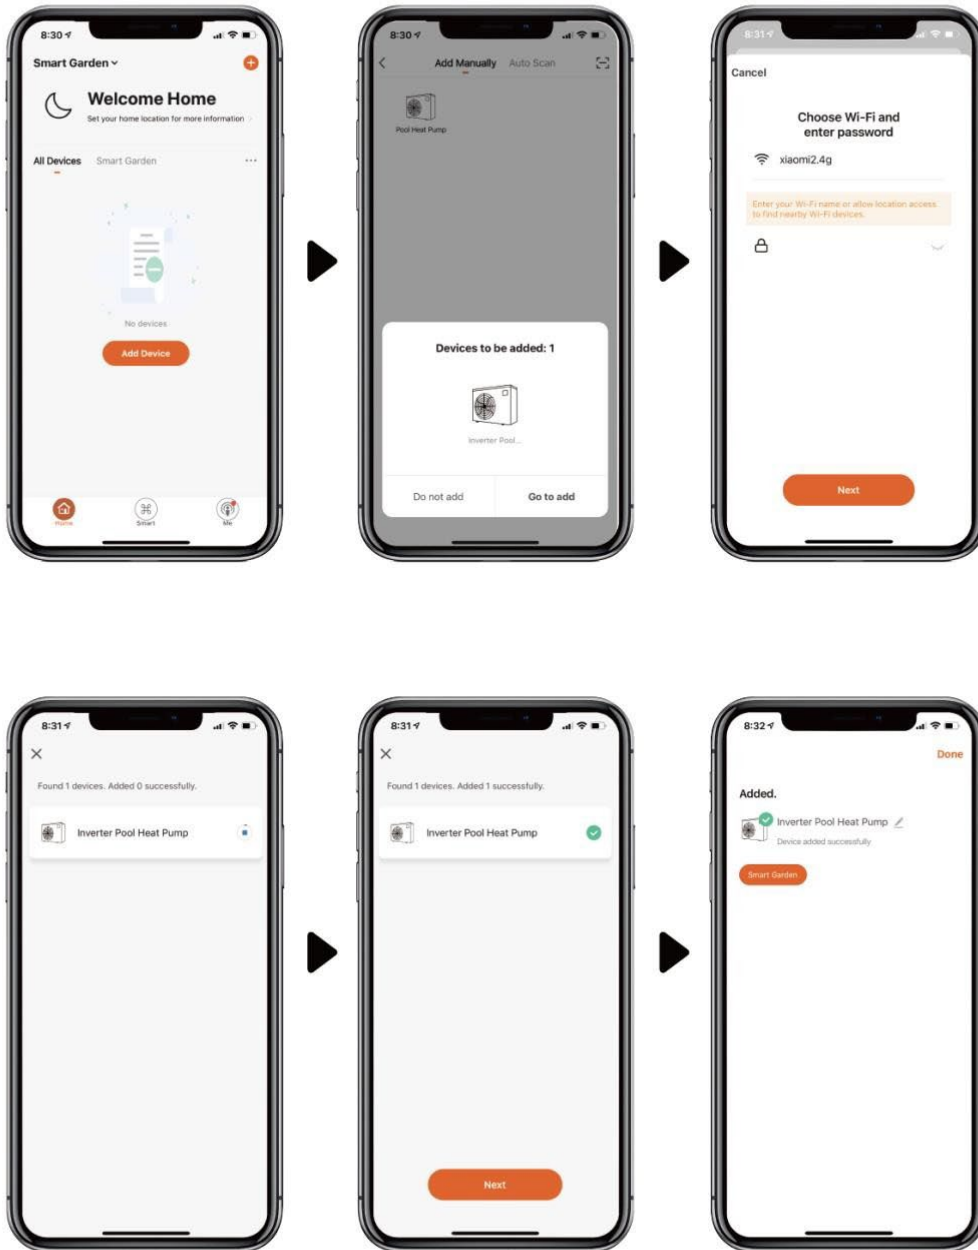 8:30
Smart Garden
Welcome Home
Set your home location for more information
All Devices
Smart Garden
No devices
Add Device
Home
Smart
Me
8:30
Add Manually
Auto Scan
Pool Heat Pump
Devices to be added: 1
Inverter Pool...
Do not add
Go to add
8:31
Cancel
Choose Wi-Fi and
enter password
xiaomi2.4g
Enter your Wi-Fi name or allow location access
to find nearby Wi-Fi devices.
Next
8:31
Found 1 devices. Added 0 successfully.
Inverter Pool Heat Pump
8:31
Found 1 devices. Added 1 successfully.
Inverter Pool Heat Pump
Next
8:32
Done
Added.
Inverter Pool Heat Pump
Device added successfully
Smart Garden